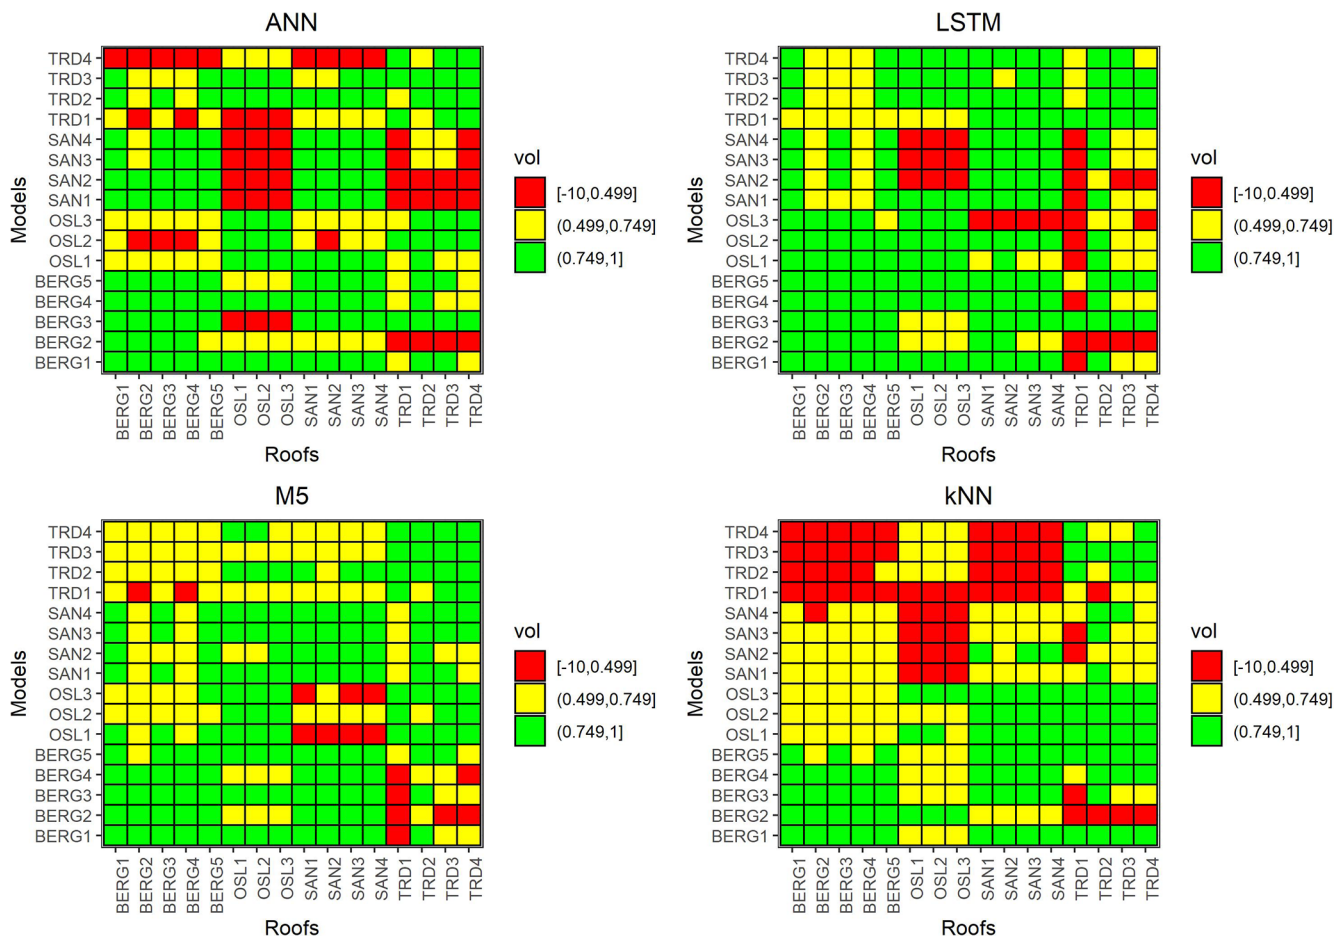 ANN
TRD4
TRD3
TRD2
TRD1
SAN4
SAN3
SAN2
SAN1
OSL3
OSL2
OSL1
BERG5
BERG4
BERG3
BERG2
BERG1
Models
BERG1 BERG2 BERG3 BERG4 BERG5 OSL1 OSL2 OSL3 SAN1 SAN2 SAN3 SAN4 TRD1 TRD2 TRD3 TRD4
Roofs
vol
[-10,0.499]
(0.499,0.749]
(0.749,1]
LSTM
TRD4
TRD3
TRD2
TRD1
SAN4
SAN3
SAN2
SAN1
OSL3
OSL2
OSL1
BERG5
BERG4
BERG3
BERG2
BERG1
Models
BERG1 BERG2 BERG3 BERG4 BERG5 OSL1 OSL2 OSL3 SAN1 SAN2 SAN3 SAN4 TRD1 TRD2 TRD3 TRD4
Roofs
vol
[-10,0.499]
(0.499,0.749]
(0.749,1]
M5
TRD4
TRD3
TRD2
TRD1
SAN4
SAN3
SAN2
SAN1
OSL3
OSL2
OSL1
BERG5
BERG4
BERG3
BERG2
BERG1
Models
BERG1 BERG2 BERG3 BERG4 BERG5 OSL1 OSL2 OSL3 SAN1 SAN2 SAN3 SAN4 TRD1 TRD2 TRD3 TRD4
Roofs
vol
[-10,0.499]
(0.499,0.749]
(0.749,1]
kNN
TRD4
TRD3
TRD2
TRD1
SAN4
SAN3
SAN2
SAN1
OSL3
OSL2
OSL1
BERG5
BERG4
BERG3
BERG2
BERG1
Models
BERG1 BERG2 BERG3 BERG4 BERG5 OSL1 OSL2 OSL3 SAN1 SAN2 SAN3 SAN4 TRD1 TRD2 TRD3 TRD4
Roofs
vol
[-10,0.499]
(0.499,0.749]
(0.749,1]